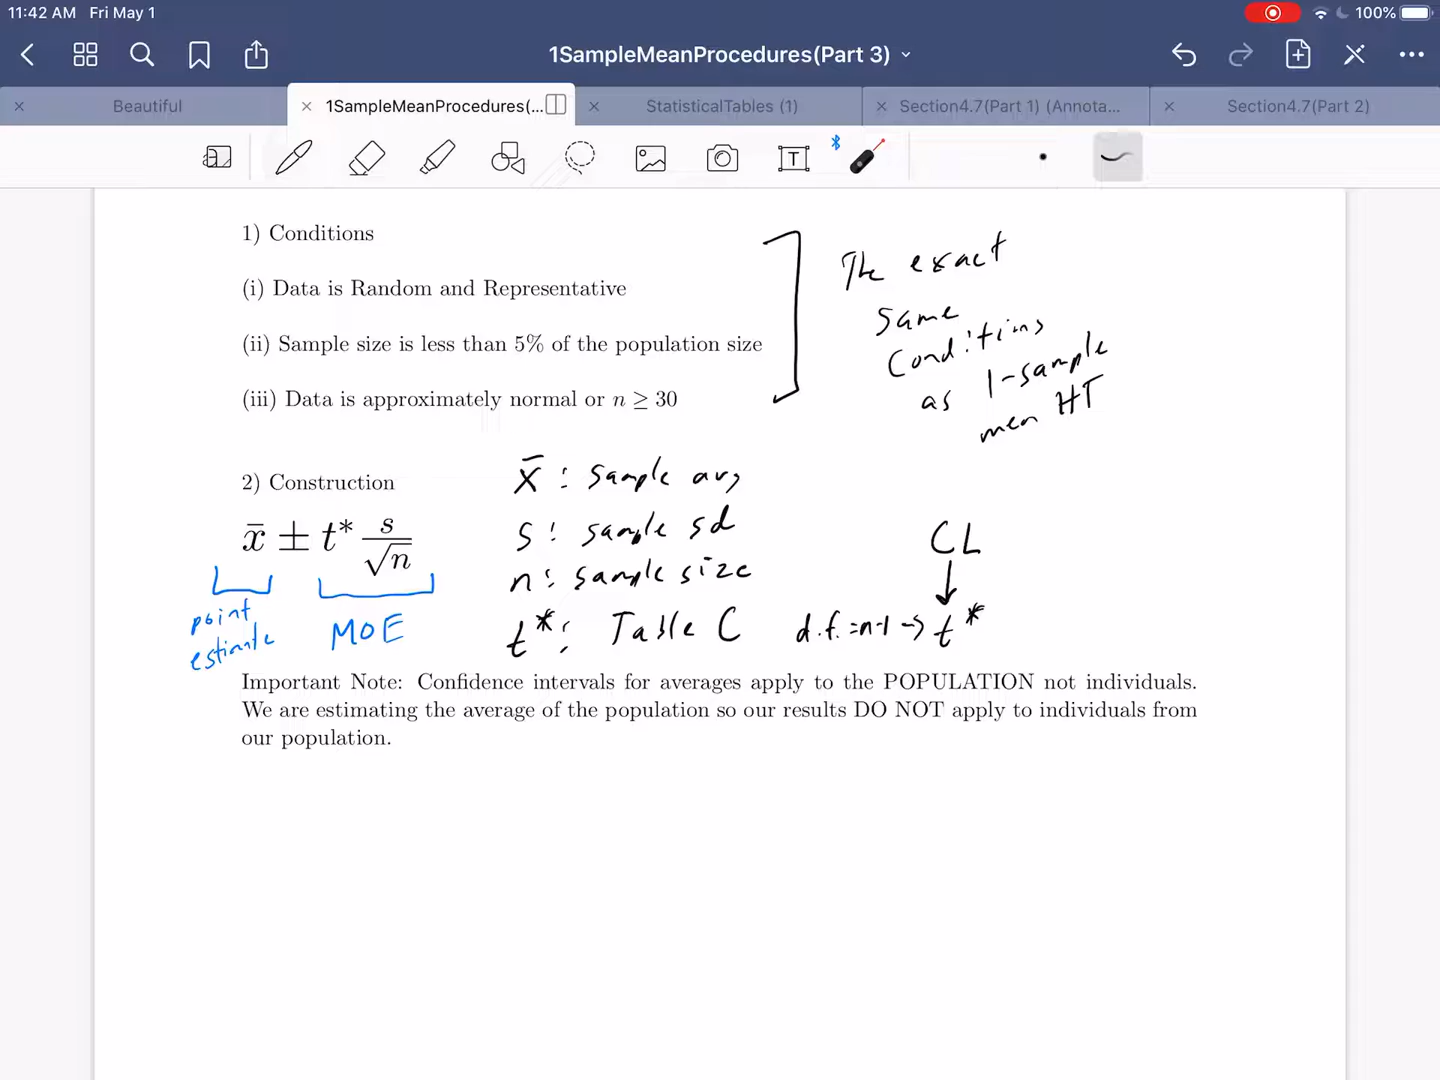 11:42 AM Fri May 1
100%
1SampleMeanProcedures(Part 3)
Beautiful
1SampleMeanProcedures(...
StatisticalTables (1)
Section4.7(Part 1) (Annota...
Section4.7(Part 2)
1) Conditions
(i) Data is Random and Representative
(ii) Sample size is less than 5% of the population size
(iii) Data is approximately normal or n ≥ 30
The exact
same
Conditions
as 1-sample
mean HT
2) Construction
x̄ ± t* s/√n
point
estimate
MOE
x̄ : sample avg
s : sample sd
n : sample size
t* : Table C d.f. = n-1 → t*
CL
Important Note: Confidence intervals for averages apply to the POPULATION not individuals.
We are estimating the average of the population so our results DO NOT apply to individuals from
our population.